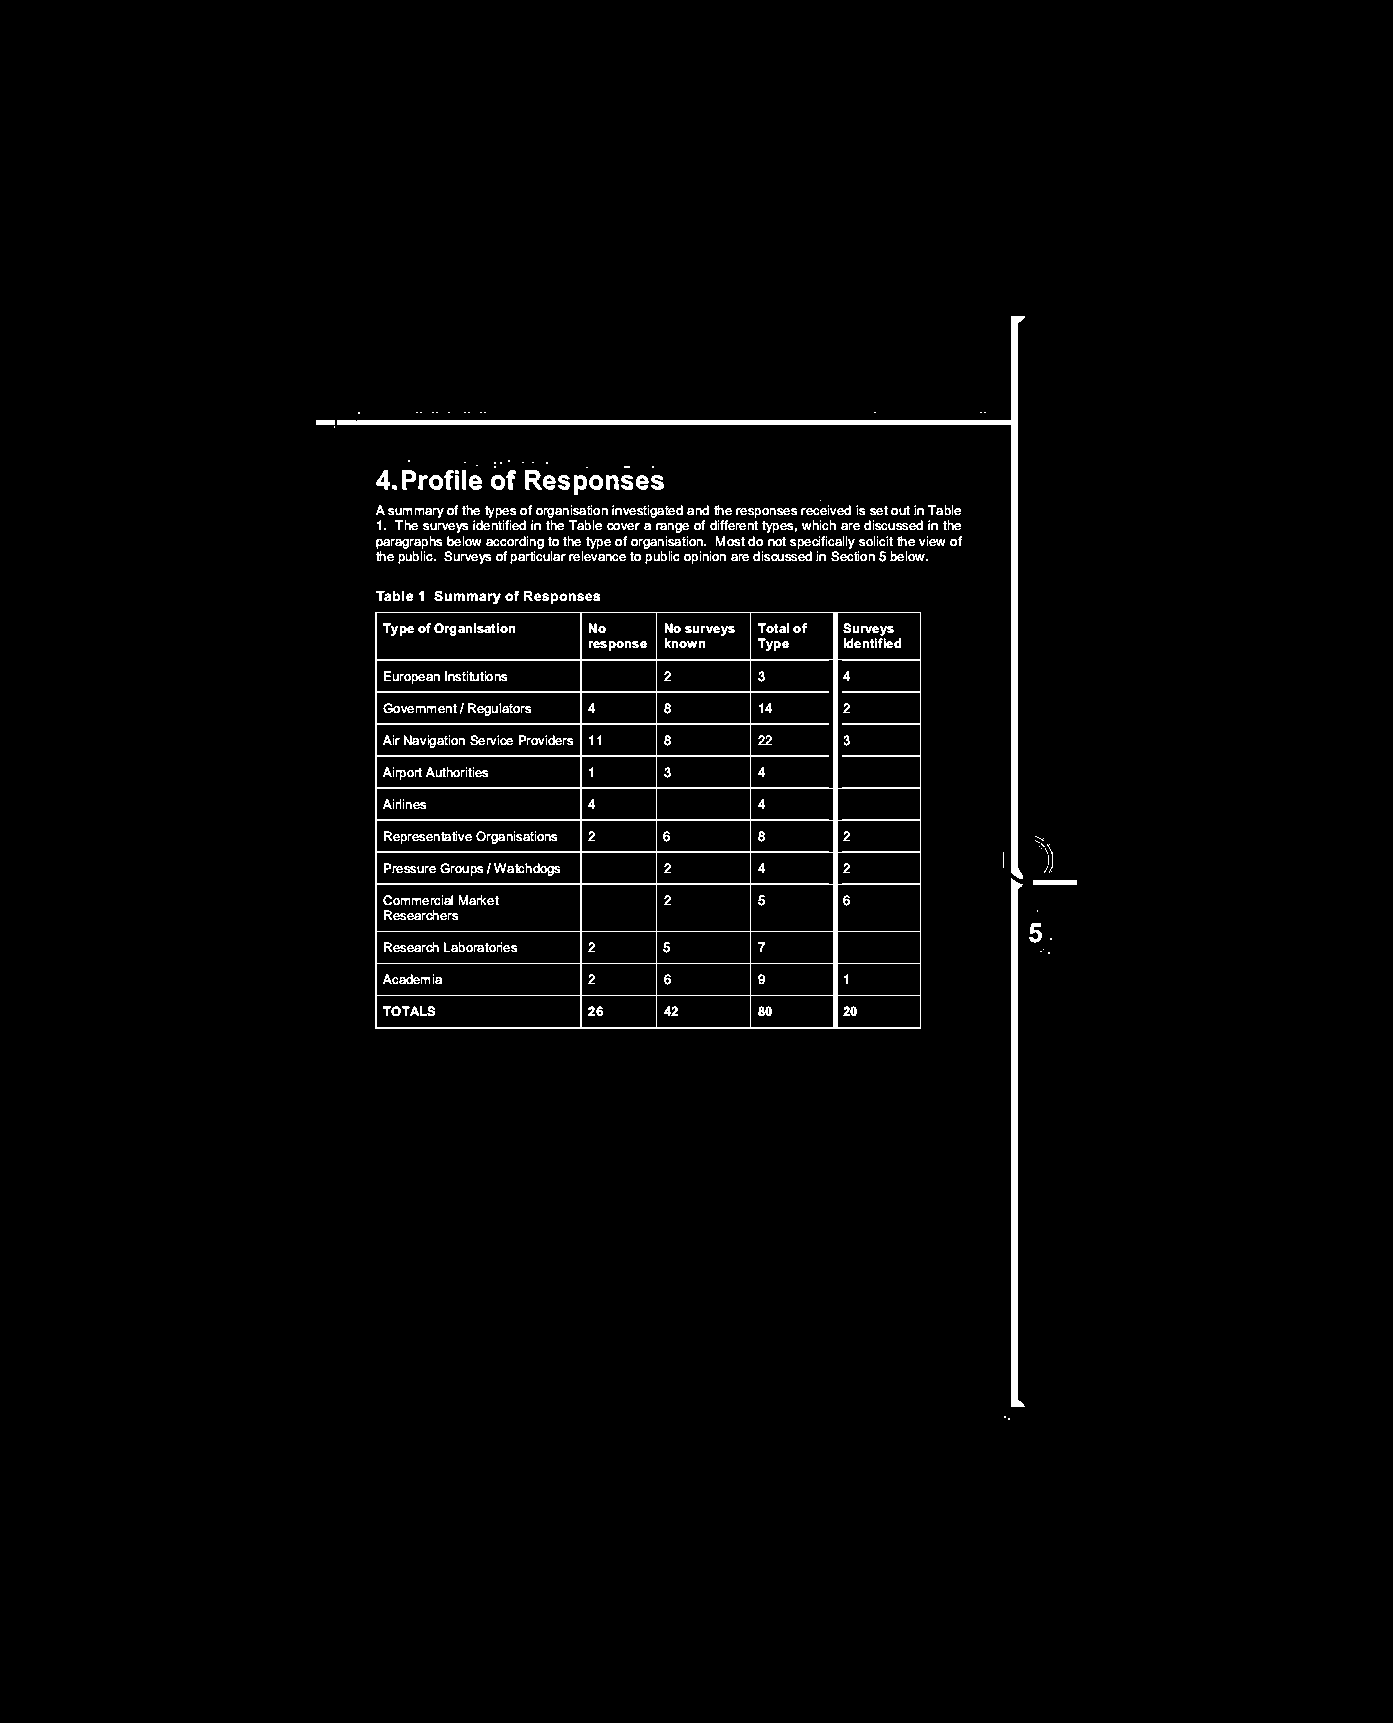 4. Profile of Responses
A summary of the types of organisation investigated and the responses received is set out in Table
1. The surveys identified in the Table cover a range of different types, which are discussed in the
paragraphs below according to the type of organisation. Most do not specifically solicit the view of
the public. Surveys of particular relevance to public opinion are discussed in Section 5 below.
Table 1 Summary of Responses
Type of Organisation No response No surveys known Total of Type Surveys Identified
European Institutions 2 3 4
Government / Regulators 4 8 14 2
Air Navigation Service Providers 11 8 22 3
Airport Authorities 1 3 4
Airlines 4 4
Representative Organisations 2 6 8 2
Pressure Groups / Watchdogs 2 4 2
Commercial Market Researchers 2 5 6
Research Laboratories 2 5 7
Academia 2 6 9 1
TOTALS 26 42 80 20
5